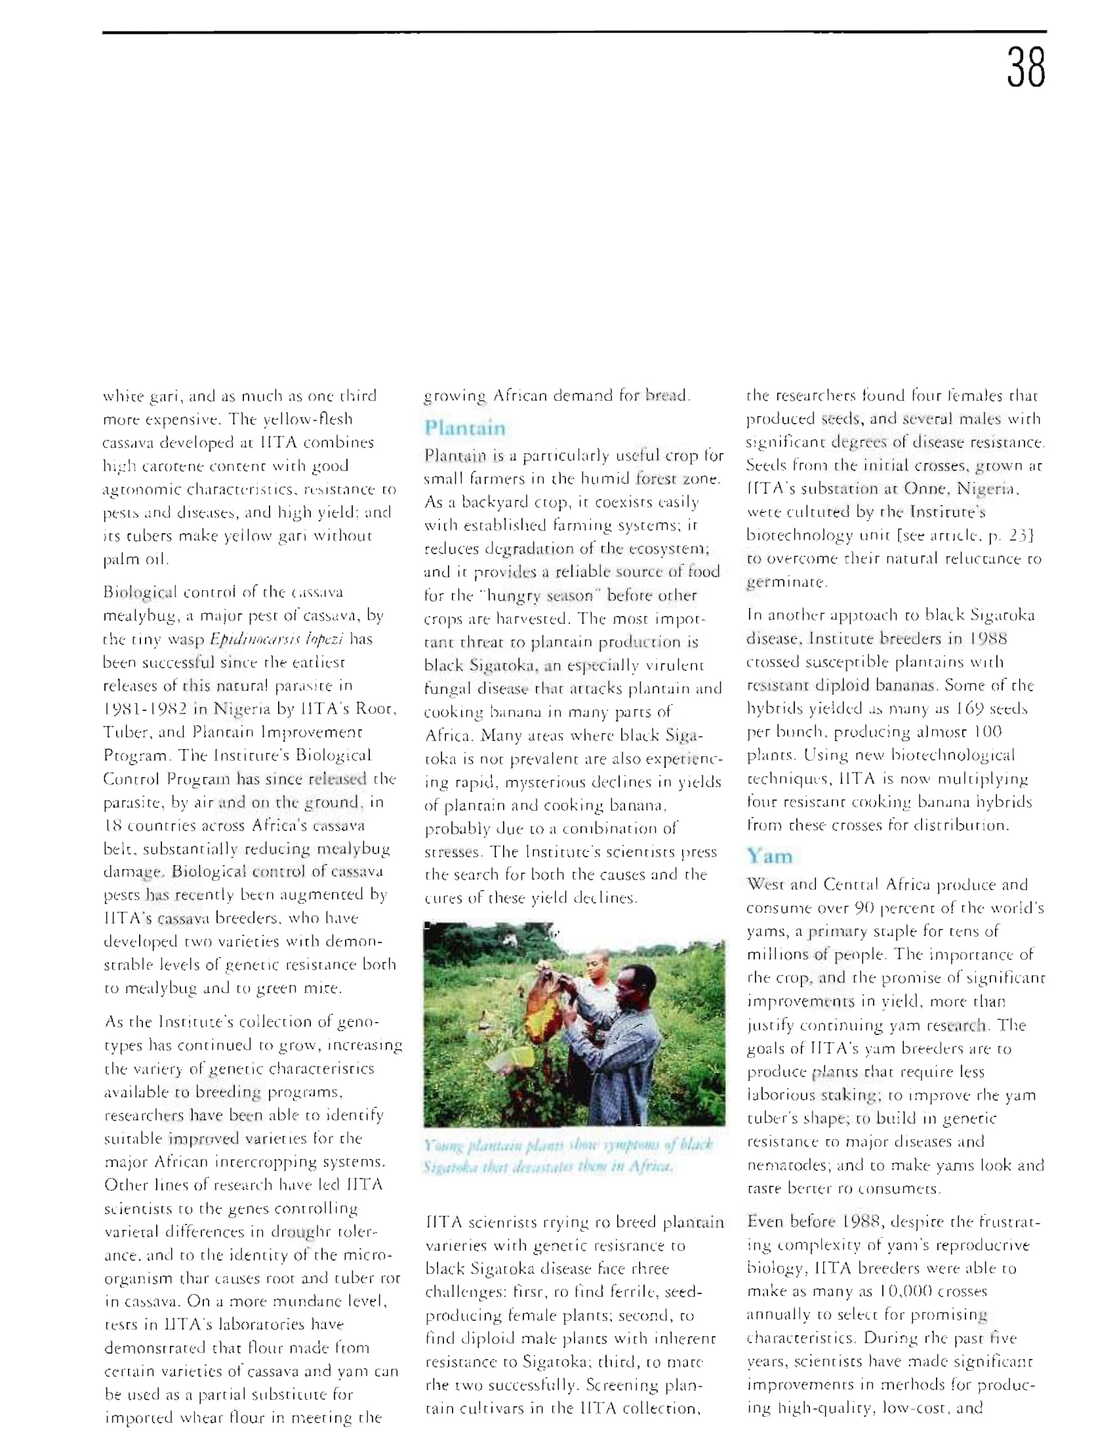 38
white gari, and as much as one third
more expensive. The yellow-flesh
cassava developed at IITA combines
high carotene content with good
agronomic characteristics, resistance to
pests and diseases, and high yield; and
its tubers make yellow gari without
palm oil.
Biological control of the cassava
mealybug, a major pest of cassava, by
the tiny wasp Epidinocarsis lopezi has
been successful since the earliest
releases of this natural parasite in
1981-1982 in Nigeria by IITA's Root,
Tuber, and Plantain Improvement
Program. The Institute's Biological
Control Program has since released the
parasite, by air and on the ground, in
18 countries across Africa's cassava
belt, substantially reducing mealybug
damage. Biological control of cassava
pests has recently been augmented by
IITA's cassava breeders, who have
developed two varieties with demon-
strable levels of genetic resistance both
to mealybug and to green mite.
As the Institute's collection of geno-
types has continued to grow, increasing
the variety of genetic characteristics
available to breeding programs,
researchers have been able to identify
suitable improved varieties for the
major African intercropping systems.
Other lines of research have led IITA
scientists to the genes controlling
varietal differences in drought toler-
ance, and to the identity of the micro-
organism that causes root and tuber rot
in cassava. On a more mundane level,
tests in IITA's laboratories have
demonstrated that flour made from
certain varieties of cassava and yam can
be used as a partial substitute for
imported wheat flour in meeting the
growing African demand for bread.
Plantain
Plantain is a particularly useful crop for
small farmers in the humid forest zone.
As a backyard crop, it coexists easily
with established farming systems; it
reduces degradation of the ecosystem;
and it provides a reliable source of food
for the "hungry season" before other
crops are harvested. The most impor-
tant threat to plantain production is
black Sigatoka, an especially virulent
fungal disease that attacks plantain and
cooking banana in many parts of
Africa. Many areas where black Siga-
toka is not prevalent are also experienc-
ing rapid, mysterious declines in yields
of plantain and cooking banana,
probably due to a combination of
stresses. The Institute's scientists press
the search for both the causes and the
cures of these yield declines.
Young plantain plants show symptoms of black
Sigatoka that devastates them in Africa.
IITA scientists trying to breed plantain
varieties with genetic resistance to
black Sigatoka disease face three
challenges: first, to find fertile, seed-
producing female plants; second, to
find diploid male plants with inherent
resistance to Sigatoka; third, to mate
the two successfully. Screening plan-
tain cultivars in the IITA collection,
the researchers found four females that
produced seeds, and several males with
significant degrees of disease resistance.
Seeds from the initial crosses, grown at
IITA's substation at Onne, Nigeria,
were cultured by the Institute's
biotechnology unit [see article, p. 23]
to overcome their natural reluctance to
germinate.
In another approach to black Sigatoka
disease, Institute breeders in 1988
crossed susceptible plantains with
resistant diploid bananas. Some of the
hybrids yielded as many as 169 seeds
per bunch, producing almost 100
plants. Using new biotechnological
techniques, IITA is now multiplying
four resistant cooking banana hybrids
from these crosses for distribution.
Yam
West and Central Africa produce and
consume over 90 percent of the world's
yams, a primary staple for tens of
millions of people. The importance of
the crop, and the promise of significant
improvements in yield, more than
justify continuing yam research. The
goals of IITA's yam breeders are to
produce plants that require less
laborious staking; to improve the yam
tuber's shape; to build in genetic
resistance to major diseases and
nematodes; and to make yams look and
taste better to consumers.
Even before 1988, despite the frustrat-
ing complexity of yam's reproductive
biology, IITA breeders were able to
make as many as 10,000 crosses
annually to select for promising
characteristics. During the past five
years, scientists have made significant
improvements in methods for produc-
ing high-quality, low-cost, and